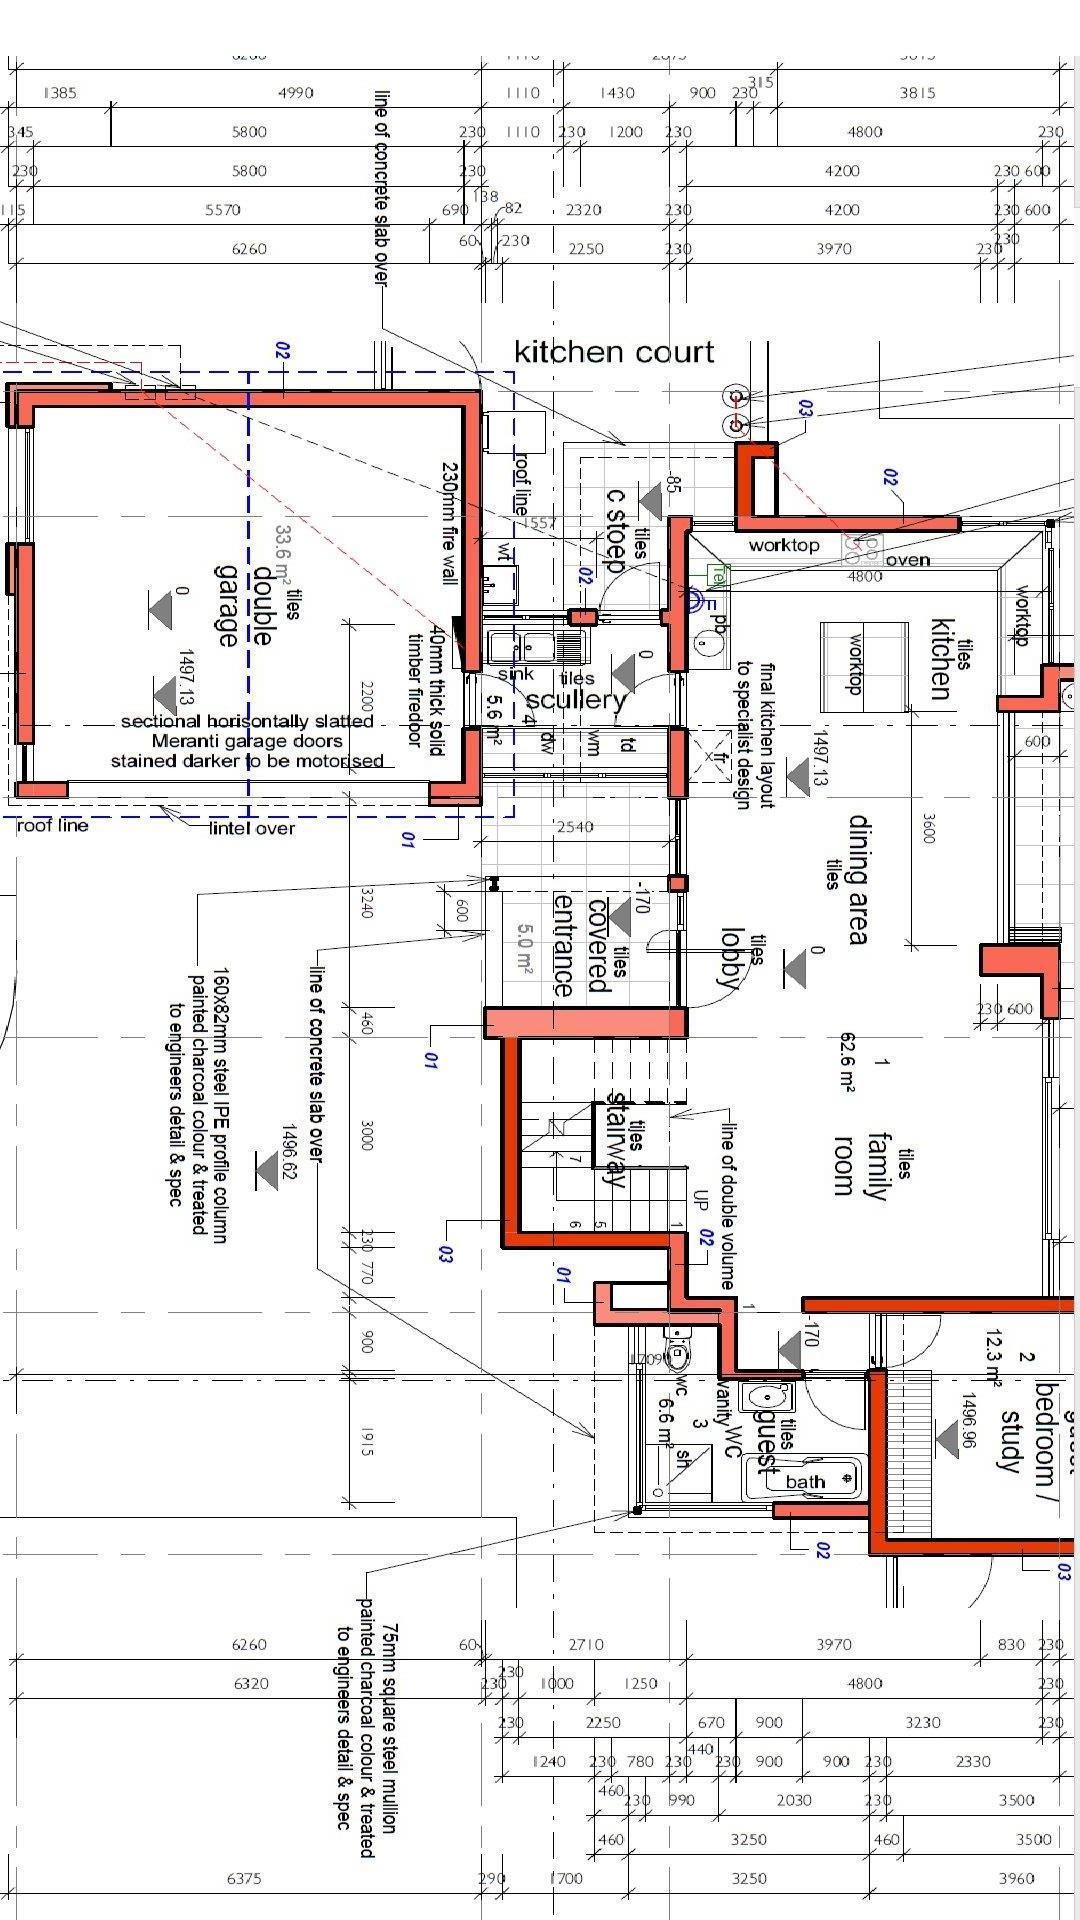 1385 4990 1110 1430 900 230 315 3815
345 5800 230 1110 230 1200 230 4800 230
230 5800 230 4200 230 600
115 5570 690 138 82 2320 230 4200 230 600
6260 60 230 2250 230 3970 230 230
line of concrete slab over
kitchen court
02
03
02
roof line
230mm fire wall
1557
-85
tiles
c stoep
wt
02
worktop
oven
4800
worktop
worktop
tiles
kitchen
pb
33.6 m²
tiles
double
garage
0
1497.13
2200
sectional horisontally slatted
Meranti garage doors
stained darker to be motorised
40mm thick solid
timber firedoor
sink
tiles
scullery
0
4
5.6 m²
dw
wm
td
fr
final kitchen layout
to specialist design
1497.13
600
3600
roof line
lintel over
01
2540
dining area
tiles
3240
600
-170
tiles
covered
entrance
5.0 m²
tiles
lobby
0
230 600
160x82mm steel IPE profile column
painted charcoal colour & treated
to engineers detail & spec
line of concrete slab over
460
01
1
62.6 m²
tiles
family
room
1496.62
3000
tiles
stairway
7
6
5
1
UP
line of double volume
02
03
230
770
01
1
-170
900
17090
wc
vanity
3
6.6 m²
tiles
guest
WC
sh
bath
2
12.3 m²
bedroom /
study
1496.96
1915
02
03
75mm square steel mullion
painted charcoal colour & treated
to engineers detail & spec
6260 60 2710 3970 830 230
6320 230 230 1000 1250 4800 230
230 2250 670 900 3230 230
1240 230 780 230 440 230 900 900 230 2330
460 230 990 2030 230 3500
460 3250 460 3500
6375 290 1700 3250 3960